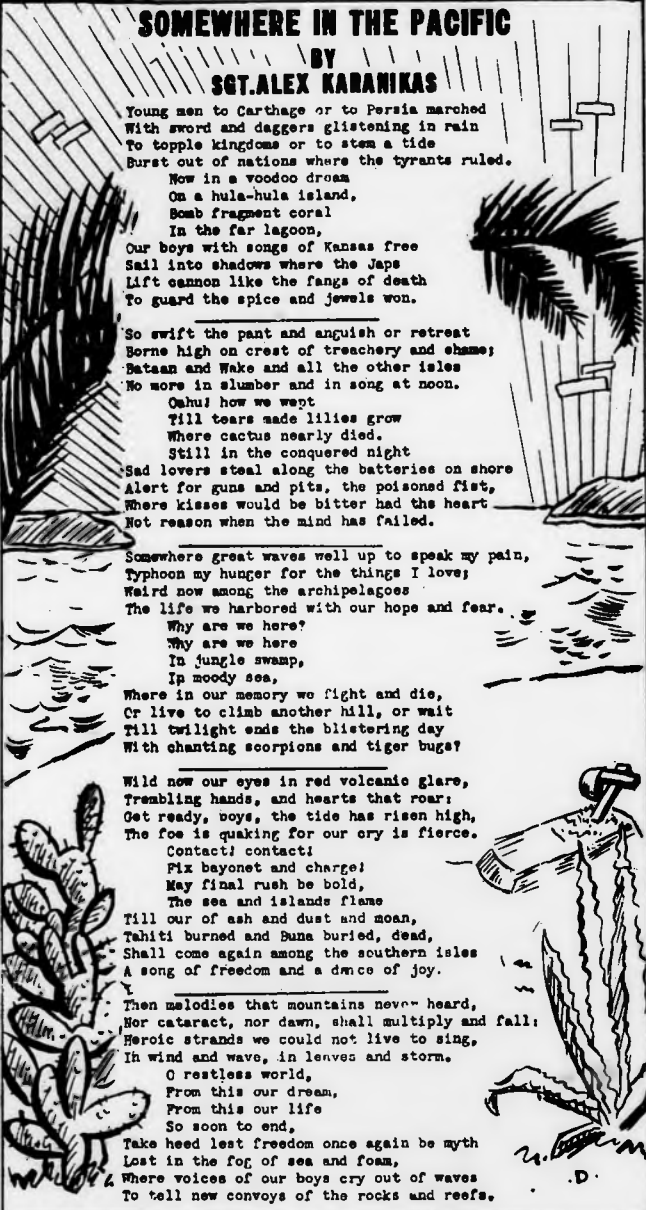 SOMEWHERE IN THE PACIFIC
BY
SGT. ALEX KARANIKAS
Young men to Carthage or to Persia marched
With sword and daggers glistening in rain
To topple kingdoms or to stem a tide
Burst out of nations where the tyrants ruled.
Now in a voodoo dream
On a hula-hula island,
Bomb fragment coral
In the far lagoon,
Our boys with songs of Kansas free
Sail into shadows where the Japs
Lift cannon like the fangs of death
To guard the spice and jewels won.
So swift the pant and anguish or retreat
Borne high on crest of treachery and shame;
Bataan and Wake and all the other isles
No more in slumber and in song at noon.
Oahu! how we wept
Till tears made lilies grow
Where cactus nearly died.
Still in the conquered night
Sad lovers steal along the batteries on shore
Alert for guns and pits, the poisoned fist,
Where kisses would be bitter had the heart
Not reason when the mind has failed.
Somewhere great waves well up to speak my pain,
Typhoon my hunger for the things I love;
Weird now among the archipelagoes
The life we harbored with our hope and fear.
Why are we here?
Why are we here
In jungle swamp,
In moody sea,
Where in our memory we fight and die,
Or live to climb another hill, or wait
Till twilight ends the blistering day
With chanting scorpions and tiger bugs?
Wild now our eyes in red volcanic glare,
Trembling hands, and hearts that roar:
Get ready, boys, the tide has risen high,
The foe is quaking for our cry is fierce.
Contact! contact!
Fix bayonet and charge!
May final rush be bold,
The sea and islands flame
Till our of ash and dust and moan,
Tahiti burned and Buna buried, dead,
Shall come again among the southern isles
A song of freedom and a dance of joy.
Then melodies that mountains never heard,
Nor cataract, nor dawn, shall multiply and fall:
Heroic strands we could not live to sing,
Ih wind and wave, in leaves and storm.
O restless world,
From this our dream,
From this our life
So soon to end,
Take heed lest freedom once again be myth
Lost in the fog of sea and foam,
Where voices of our boys cry out of waves
To tell new convoys of the rocks and reefs.
.D.